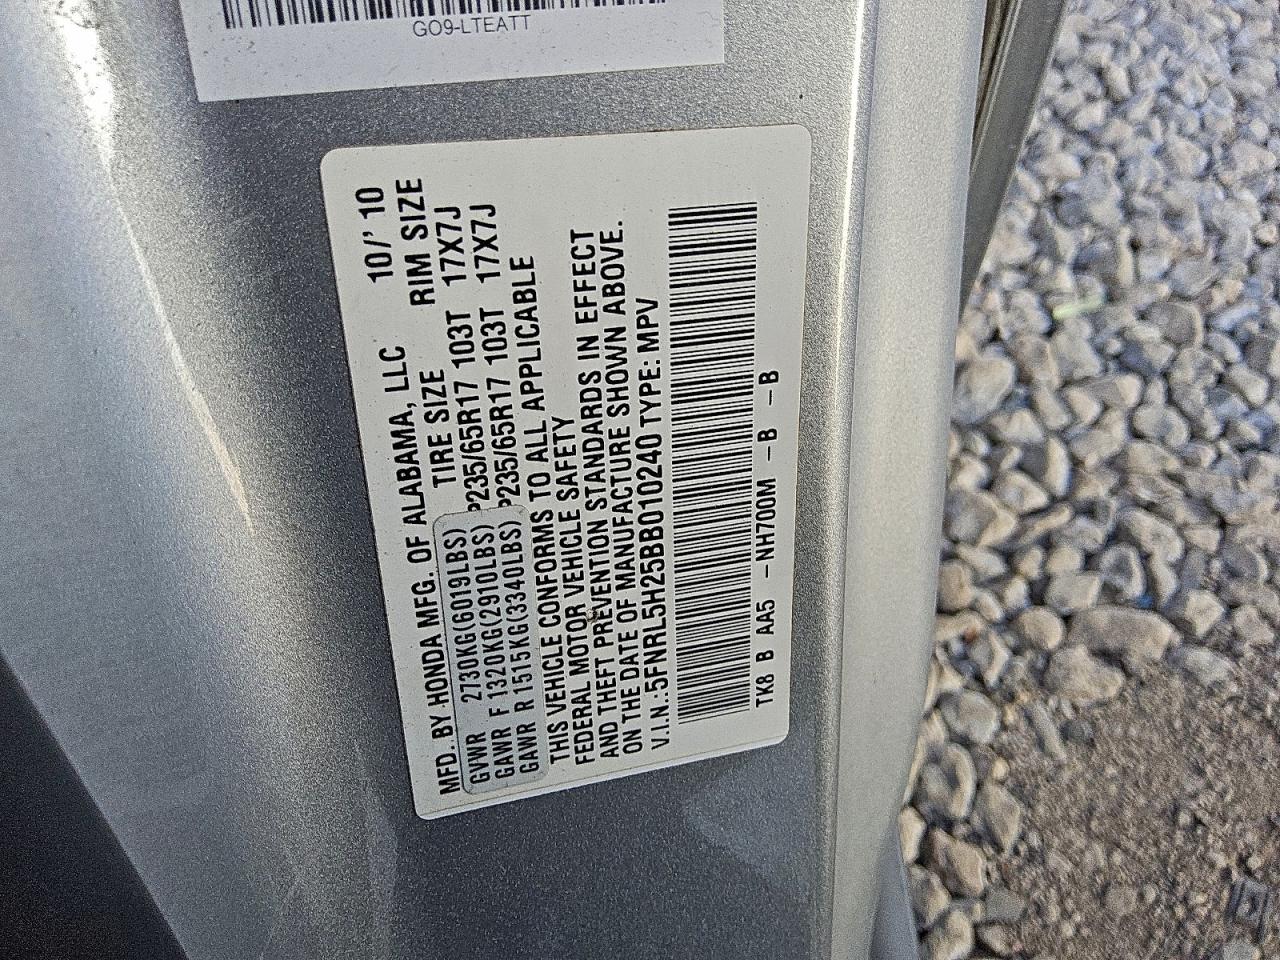 GO9-LTEATT
MFD. BY HONDA MFG. OF ALABAMA, LLC 10/' 10
TIRE SIZE RIM SIZE
GVWR 2730KG(6019LBS)
GAWR F 1320KG(2910LBS) P235/65R17 103T 17X7J
GAWR R 1515KG(3340LBS) P235/65R17 103T 17X7J
THIS VEHICLE CONFORMS TO ALL APPLICABLE
FEDERAL MOTOR VEHICLE SAFETY
AND THEFT PREVENTION STANDARDS IN EFFECT
ON THE DATE OF MANUFACTURE SHOWN ABOVE.
V.I.N.:5FNRL5H25BB010240 TYPE: MPV
TK8 B AA5 -NH700M -B -B